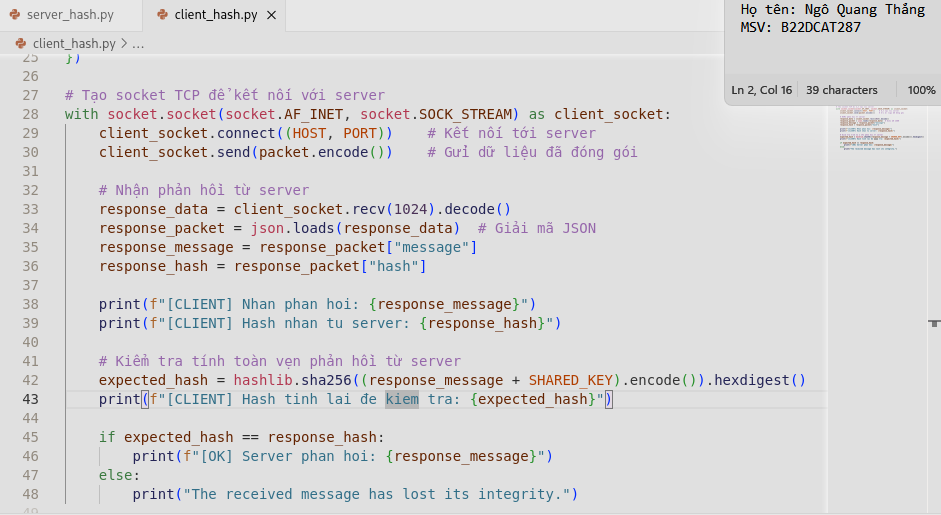 server_hash.py
client_hash.py ×
client_hash.py > ...
Họ tên: Ngô Quang Thắng
MSV: B22DCAT287
Ln 2, Col 16 39 characters 100%
25 })
26
27 # Tạo socket TCP để kết nối với server
28 with socket.socket(socket.AF_INET, socket.SOCK_STREAM) as client_socket:
29 client_socket.connect((HOST, PORT)) # Kết nối tới server
30 client_socket.send(packet.encode()) # Gửi dữ liệu đã đóng gói
31
32 # Nhận phản hồi từ server
33 response_data = client_socket.recv(1024).decode()
34 response_packet = json.loads(response_data) # Giải mã JSON
35 response_message = response_packet["message"]
36 response_hash = response_packet["hash"]
37
38 print(f"[CLIENT] Nhan phan hoi: {response_message}")
39 print(f"[CLIENT] Hash nhan tu server: {response_hash}")
40
41 # Kiểm tra tính toàn vẹn phản hồi từ server
42 expected_hash = hashlib.sha256((response_message + SHARED_KEY).encode()).hexdigest()
43 print(f"[CLIENT] Hash tinh lai đe kiem tra: {expected_hash}")
44
45 if expected_hash == response_hash:
46 print(f"[OK] Server phan hoi: {response_message}")
47 else:
48 print("The received message has lost its integrity.")
49